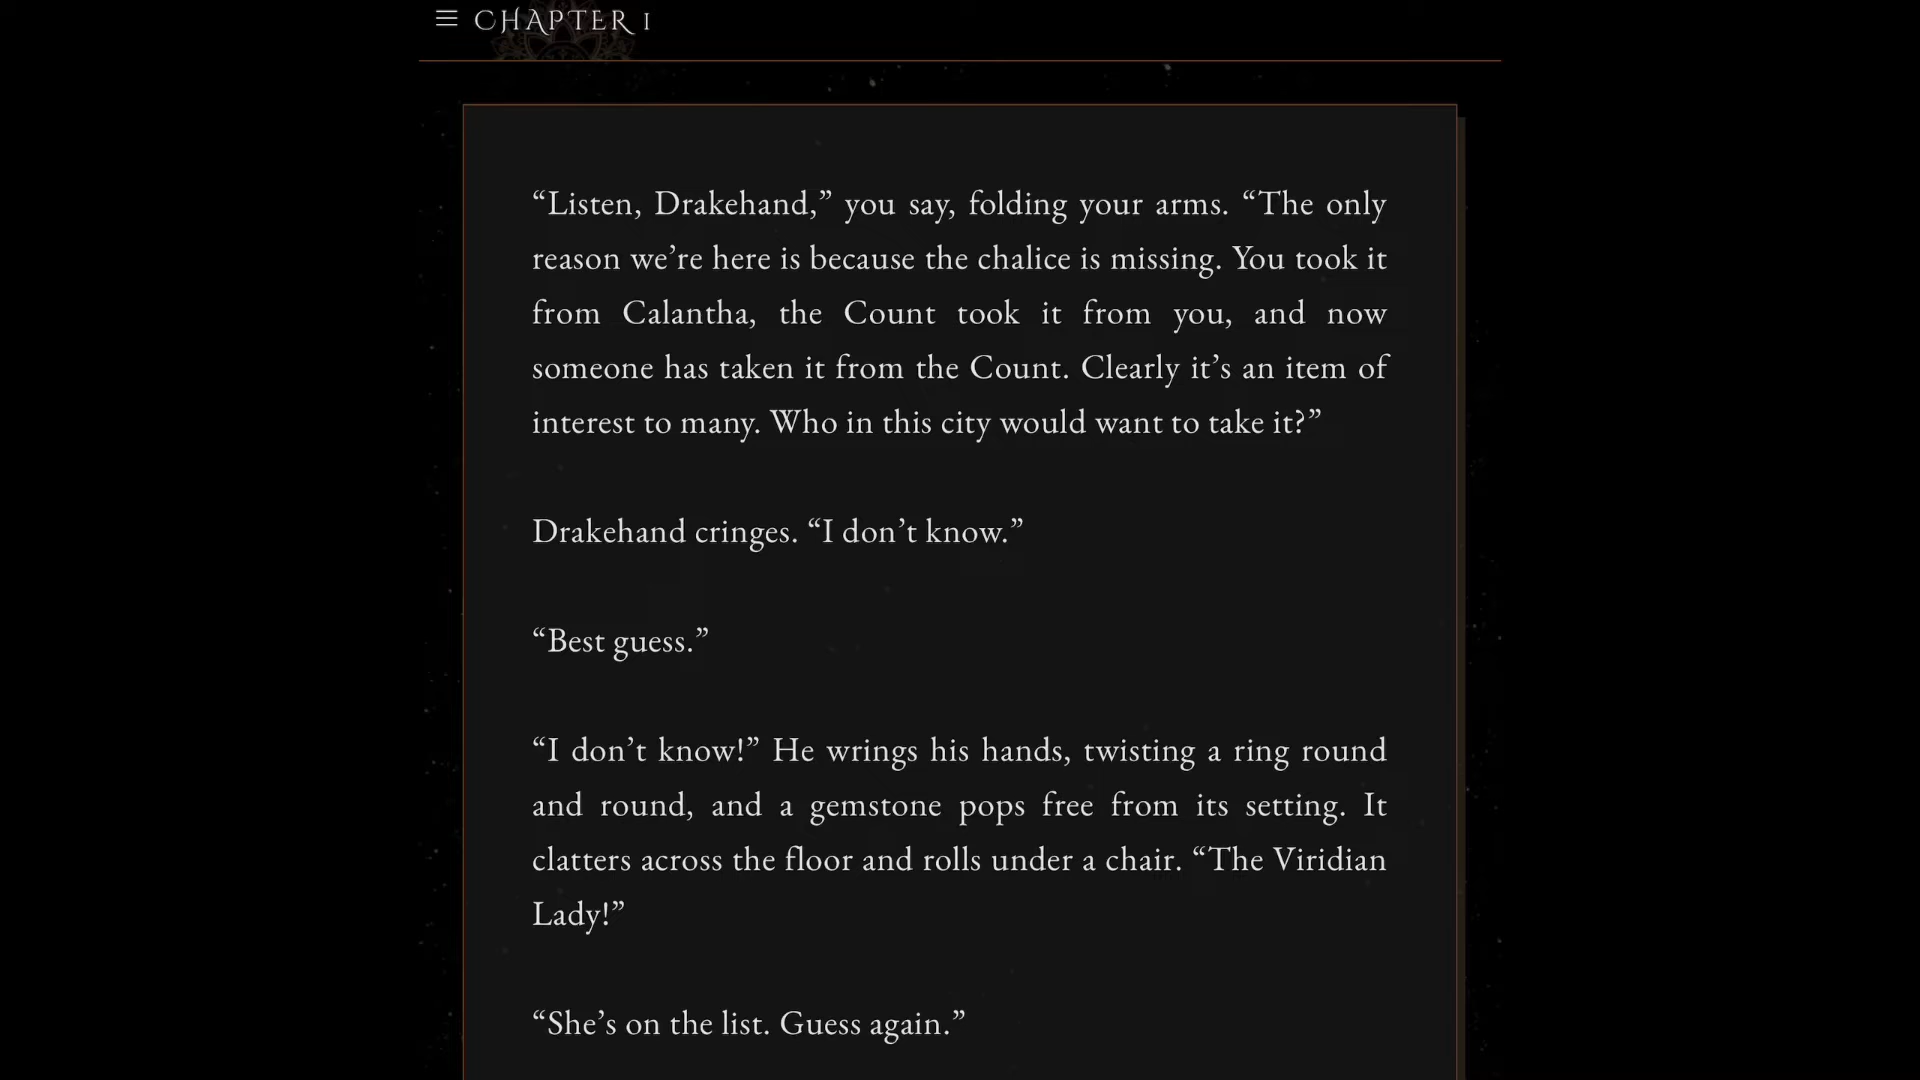 CHAPTER 1
“Listen, Drakehand,” you say, folding your arms. “The only
reason we’re here is because the chalice is missing. You took it
from Calantha, the Count took it from you, and now
someone has taken it from the Count. Clearly it’s an item of
interest to many. Who in this city would want to take it?”
Drakehand cringes. “I don’t know.”
“Best guess.”
“I don’t know!” He wrings his hands, twisting a ring round
and round, and a gemstone pops free from its setting. It
clatters across the floor and rolls under a chair. “The Viridian
Lady!”
“She’s on the list. Guess again.”